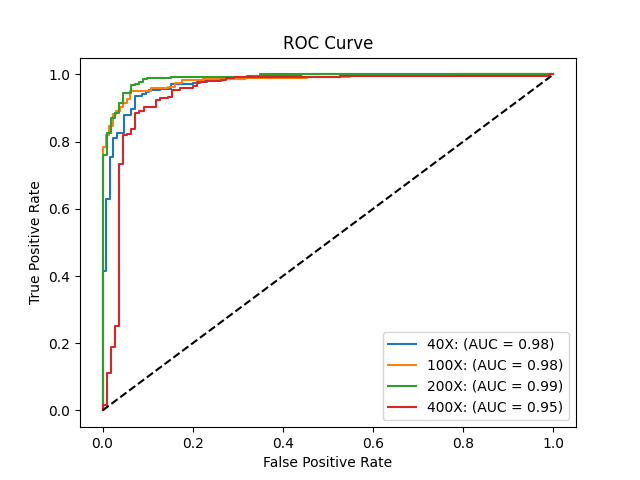 ROC Curve
True Positive Rate
1.0
0.8
0.6
0.4
0.2
0.0
0.0 0.2 0.4 0.6 0.8 1.0
False Positive Rate
40X: (AUC = 0.98)
100X: (AUC = 0.98)
200X: (AUC = 0.99)
400X: (AUC = 0.95)